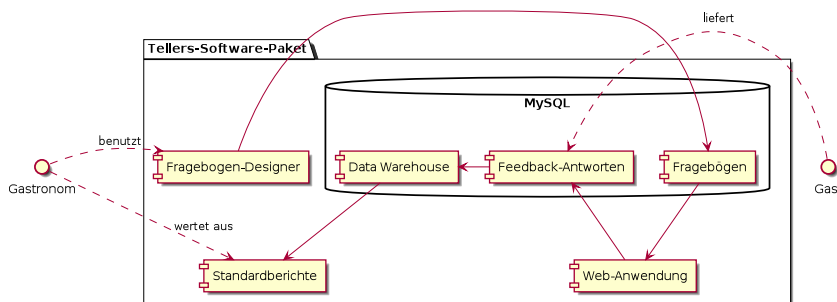 liefert
Tellers-Software-Paket
MySQL
benutzt
Fragebogen-Designer
Data Warehouse
Feedback-Antworten
Fragebögen
Gastronom
Gas
wertet aus
Standardberichte
Web-Anwendung